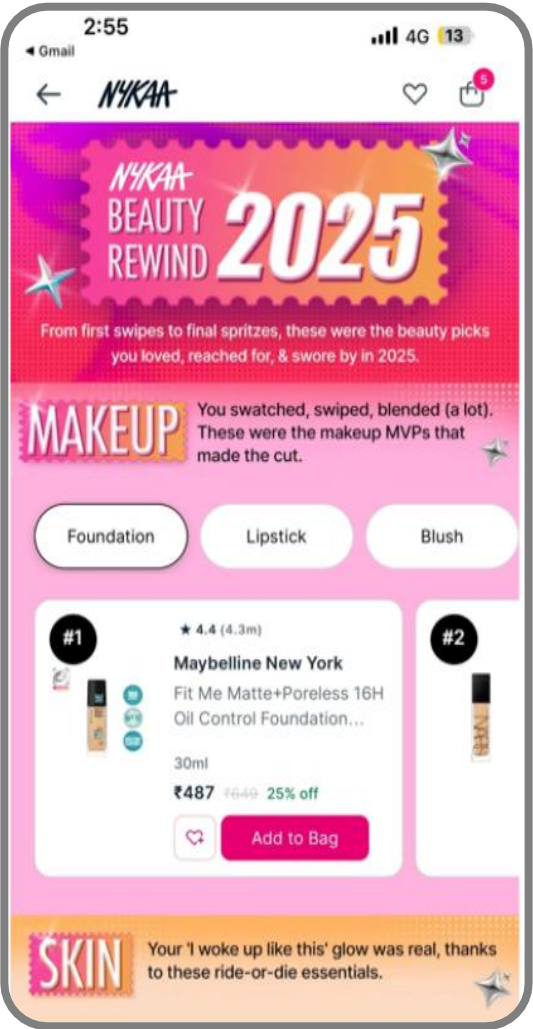 2:55
4G 13
◄ Gmail
NYKAA
5
NYKAA
BEAUTY
REWIND
2025
From first swipes to final spritzes, these were the beauty picks
you loved, reached for, & swore by in 2025.
MAKEUP
You swatched, swiped, blended (a lot).
These were the makeup MVPs that
made the cut.
Foundation
Lipstick
Blush
#1
★ 4.4 (4.3m)
Maybelline New York
Fit Me Matte+Poreless 16H
Oil Control Foundation...
30ml
₹487 ₹649 25% off
Add to Bag
#2
NARS
SKIN
Your 'I woke up like this' glow was real, thanks
to these ride-or-die essentials.